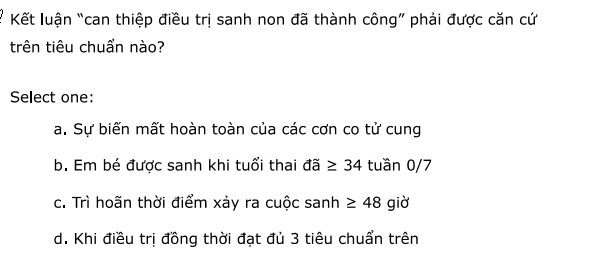 Kết luận “can thiệp điều trị sanh non đã thành công” phải được căn cứ
trên tiêu chuẩn nào?
Select one:
a. Sự biến mất hoàn toàn của các cơn co tử cung
b. Em bé được sanh khi tuổi thai đã ≥ 34 tuần 0/7
c. Trì hoãn thời điểm xảy ra cuộc sanh ≥ 48 giờ
d. Khi điều trị đồng thời đạt đủ 3 tiêu chuẩn trên